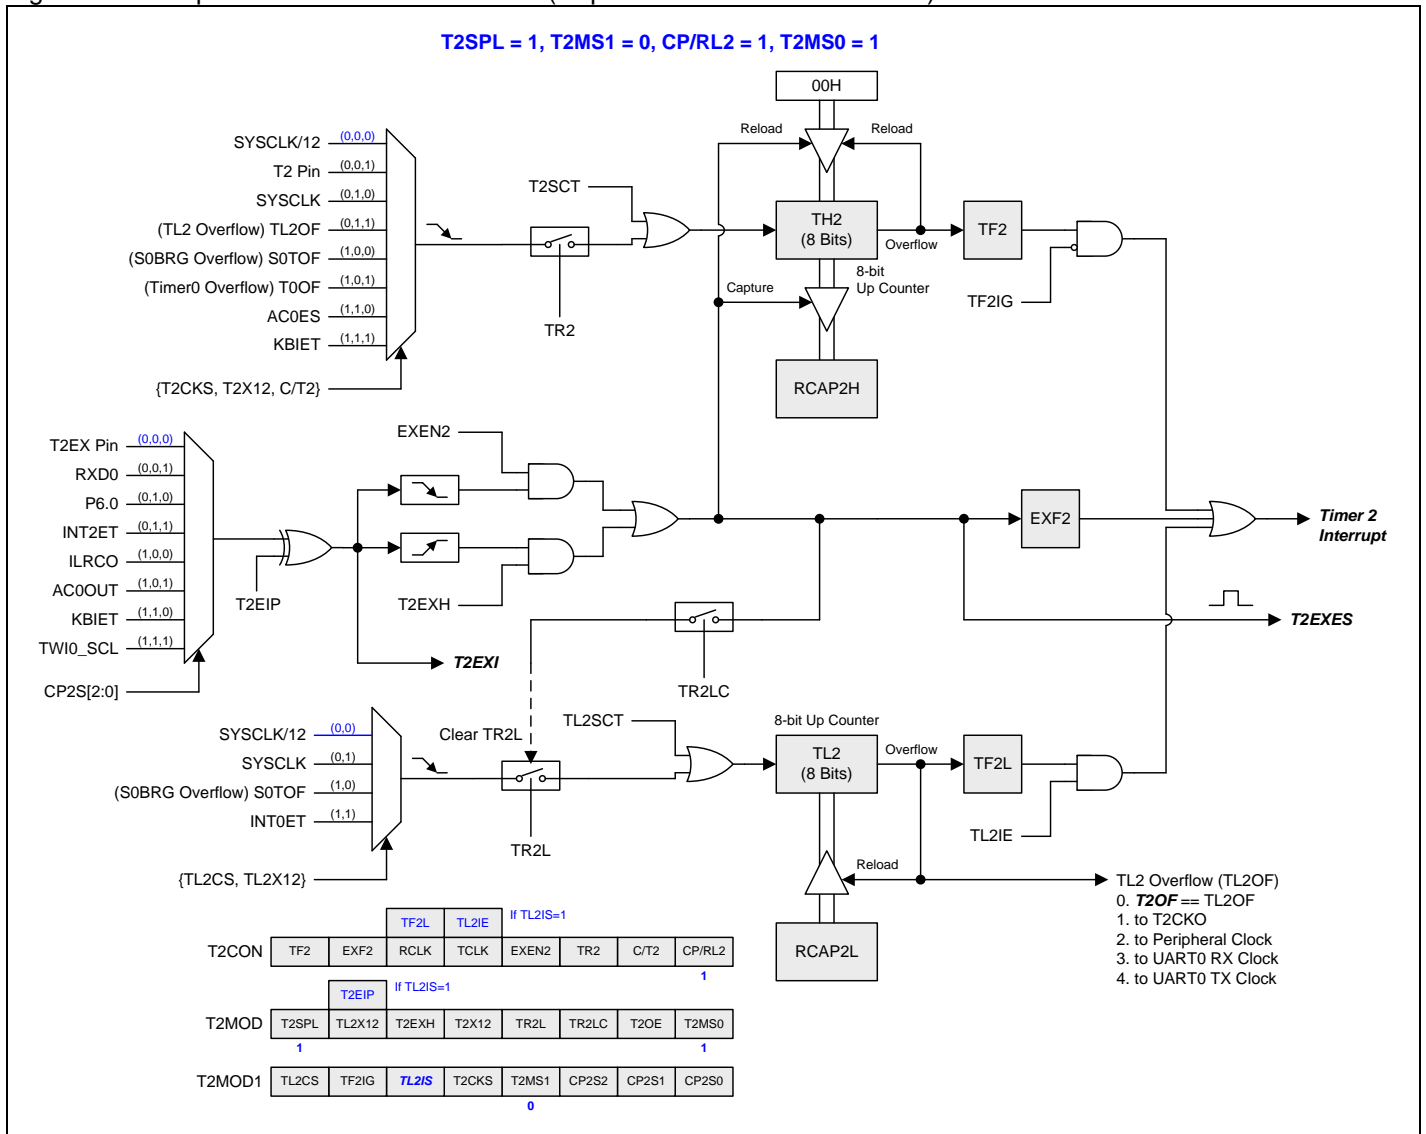 T2SPL = 1, T2MS1 = 0, CP/RL2 = 1, T2MS0 = 1
00H
Reload
Reload
SYSCLK/12 (0,0,0)
T2 Pin (0,0,1)
SYSCLK (0,1,0)
(TL2 Overflow) TL2OF (0,1,1)
(S0BRG Overflow) S0TOF (1,0,0)
(Timer0 Overflow) T0OF (1,0,1)
AC0ES (1,1,0)
KBIET (1,1,1)
{T2CKS, T2X12, C/T2}
TR2
T2SCT
TH2
(8 Bits)
Overflow
8-bit
Up Counter
Capture
RCAP2H
TF2
TF2IG
T2EX Pin (0,0,0)
RXD0 (0,0,1)
P6.0 (0,1,0)
INT2ET (0,1,1)
ILRCO (1,0,0)
AC0OUT (1,0,1)
KBIET (1,1,0)
TWI0_SCL (1,1,1)
CP2S[2:0]
T2EIP
EXEN2
T2EXH
T2EXI
EXF2
Timer 2
Interrupt
T2EXES
TR2LC
Clear TR2L
SYSCLK/12 (0,0)
SYSCLK (0,1)
(S0BRG Overflow) S0TOF (1,0)
INT0ET (1,1)
{TL2CS, TL2X12}
TR2L
TL2SCT
8-bit Up Counter
TL2
(8 Bits)
Overflow
TF2L
TL2IE
Reload
RCAP2L
TL2 Overflow (TL2OF)
0. T2OF == TL2OF
1. to T2CKO
2. to Peripheral Clock
3. to UART0 RX Clock
4. to UART0 TX Clock
TF2L TL2IE If TL2IS=1
T2CON TF2 EXF2 RCLK TCLK EXEN2 TR2 C/T2 CP/RL2
1
T2EIP If TL2IS=1
T2MOD T2SPL TL2X12 T2EXH T2X12 TR2L TR2LC T2OE T2MS0
1 1
T2MOD1 TL2CS TF2IG TL2IS T2CKS T2MS1 CP2S2 CP2S1 CP2S0
0